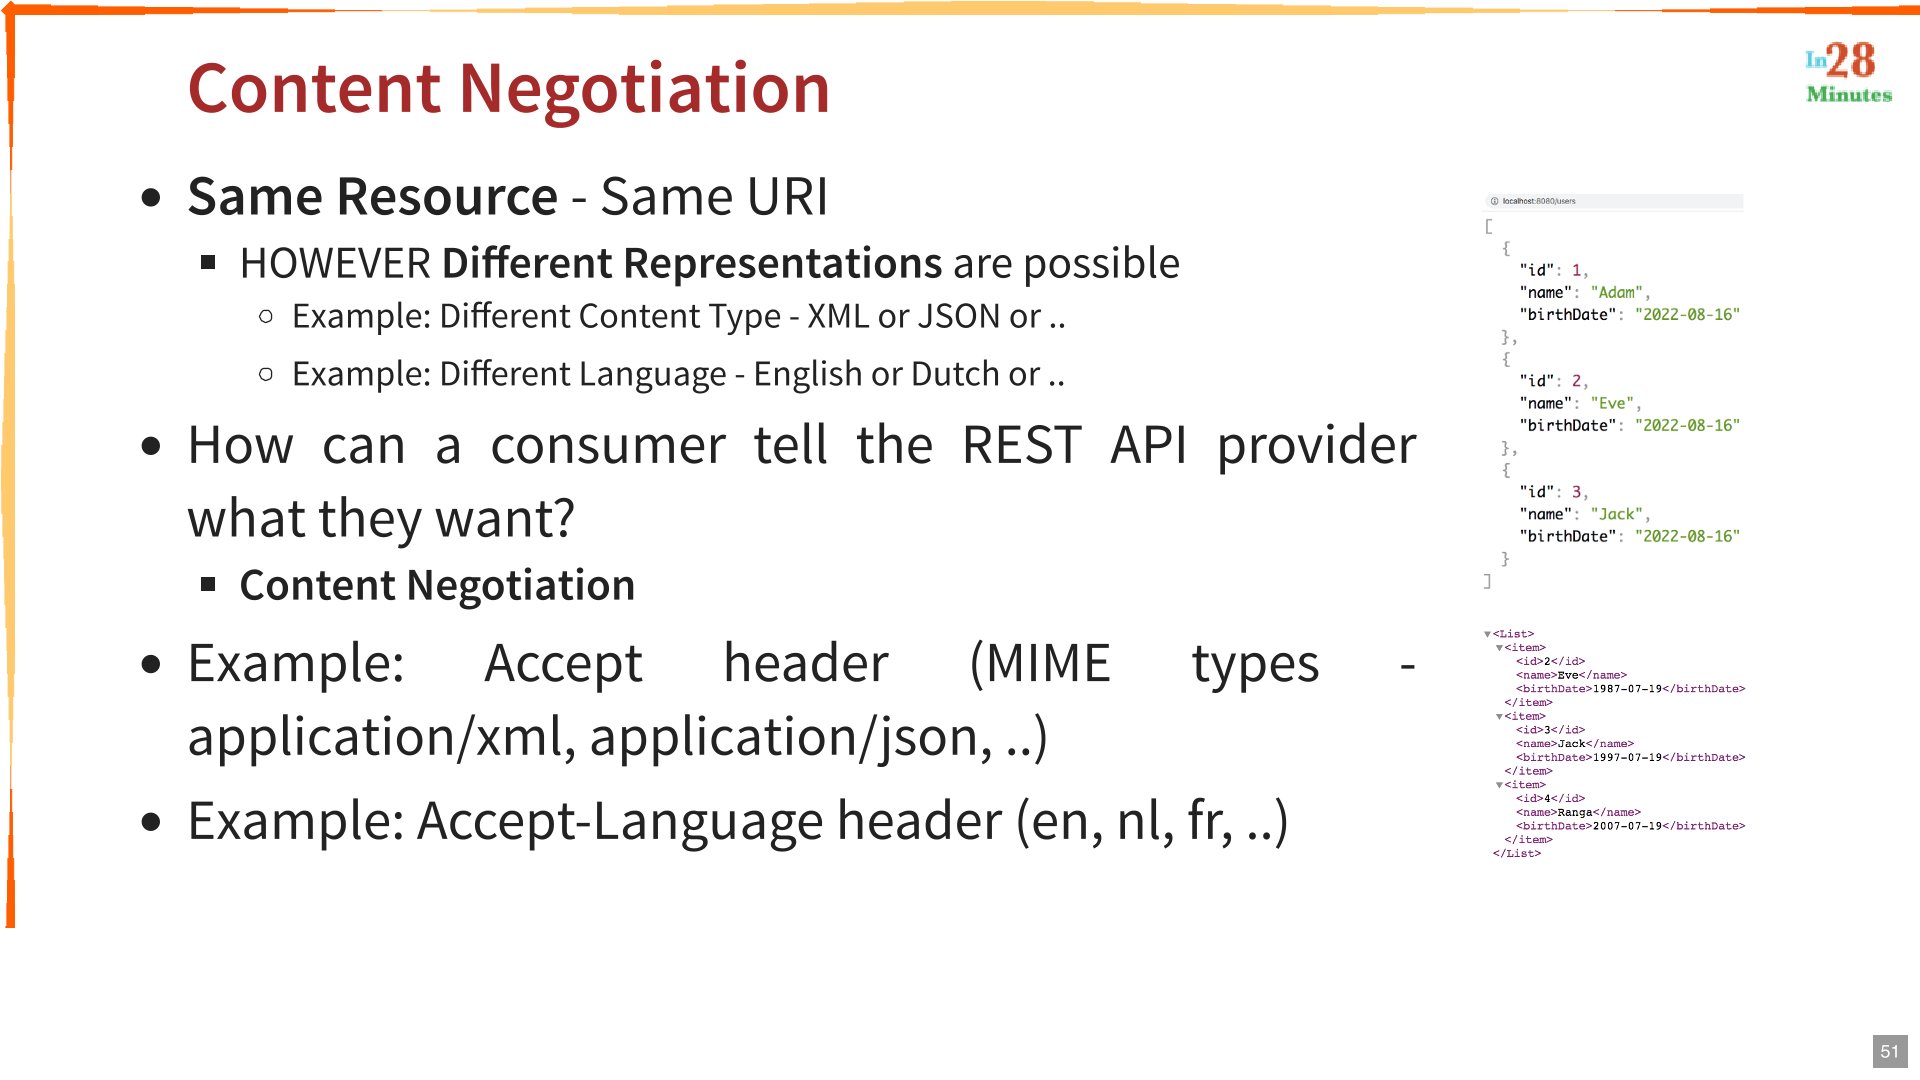 Content Negotiation
In28
Minutes
• Same Resource - Same URI
▪ HOWEVER Different Representations are possible
○ Example: Different Content Type - XML or JSON or ..
○ Example: Different Language - English or Dutch or ..
• How can a consumer tell the REST API provider
what they want?
▪ Content Negotiation
• Example: Accept header (MIME types -
application/xml, application/json, ..)
• Example: Accept-Language header (en, nl, fr, ..)
localhost:8080/users
[
{
"id": 1,
"name": "Adam",
"birthDate": "2022-08-16"
},
{
"id": 2,
"name": "Eve",
"birthDate": "2022-08-16"
},
{
"id": 3,
"name": "Jack",
"birthDate": "2022-08-16"
}
]
▼<List>
▼<item>
<id>2</id>
<name>Eve</name>
<birthDate>1987-07-19</birthDate>
</item>
▼<item>
<id>3</id>
<name>Jack</name>
<birthDate>1997-07-19</birthDate>
</item>
▼<item>
<id>4</id>
<name>Ranga</name>
<birthDate>2007-07-19</birthDate>
</item>
</List>
51